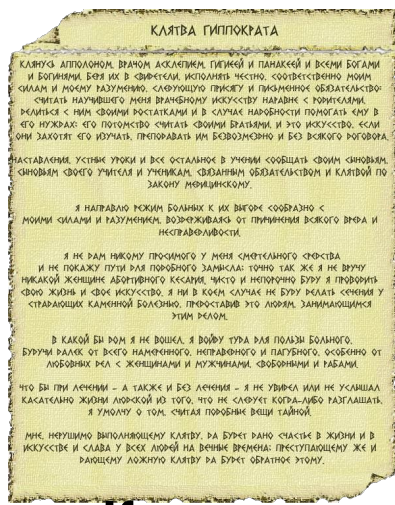 КЛЯТВА ГИППОКРАТА
КЛЯНУСЬ АППОЛОНОМ, ВРАЧОМ АСКЛЕПИЕМ, ГИГИЕЕЙ И ПАНАКЕЕЙ И ВСЕМИ БОГАМИ
И БОГИНЯМИ, БЕРЯ ИХ В СВИДЕТЕЛИ, ИСПОЛНЯТЬ ЧЕСТНО, СООТВЕТСТВЕННО МОИМ
СИЛАМ И МОЕМУ РАЗУМЕНИЮ, СЛЕДУЮЩУЮ ПРИСЯГУ И ПИСЬМЕННОЕ ОБЯЗАТЕЛЬСТВО:
СЧИТАТЬ НАУЧИВШЕГО МЕНЯ ВРАЧЕБНОМУ ИСКУССТВУ НАРАВНЕ С РОДИТЕЛЯМИ,
ДЕЛИТЬСЯ С НИМ СВОИМИ ДОСТАТКАМИ И В СЛУЧАЕ НАДОБНОСТИ ПОМОГАТЬ ЕМУ В
ЕГО НУЖДАХ; ЕГО ПОТОМСТВО СЧИТАТЬ СВОИМИ БРАТЬЯМИ, И ЭТО ИСКУССТВО, ЕСЛИ
ОНИ ЗАХОТЯТ ЕГО ИЗУЧАТЬ, ПРЕПОДАВАТЬ ИМ БЕЗВОЗМЕЗДНО И БЕЗ ВСЯКОГО ДОГОВОРА.
НАСТАВЛЕНИЯ, УСТНЫЕ УРОКИ И ВСЕ ОСТАЛЬНОЕ В УЧЕНИИ СООБЩАТЬ СВОИМ СЫНОВЬЯМ,
СЫНОВЬЯМ СВОЕГО УЧИТЕЛЯ И УЧЕНИКАМ, СВЯЗАННЫМ ОБЯЗАТЕЛЬСТВОМ И КЛЯТВОЙ ПО
ЗАКОНУ МЕДИЦИНСКОМУ.
Я НАПРАВЛЮ РЕЖИМ БОЛЬНЫХ К ИХ ВЫГОДЕ СООБРАЗНО С
МОИМИ СИЛАМИ И РАЗУМЕНИЕМ, ВОЗДЕРЖИВАЯСЬ ОТ ПРИЧИНЕНИЯ ВСЯКОГО ВРЕДА И
НЕСПРАВЕДЛИВОСТИ.
Я НЕ ДАМ НИКОМУ ПРОСИМОГО У МЕНЯ СМЕРТЕЛЬНОГО СРЕДСТВА
И НЕ ПОКАЖУ ПУТИ ДЛЯ ПОДОБНОГО ЗАМЫСЛА; ТОЧНО ТАК ЖЕ Я НЕ ВРУЧУ
НИКАКОЙ ЖЕНЩИНЕ АБОРТИВНОГО КЕСАРИЯ. ЧИСТО И НЕПОРОЧНО БУДУ Я ПРОВОДИТЬ
СВОЮ ЖИЗНЬ И СВОЕ ИСКУССТВО. Я НИ В КОЕМ СЛУЧАЕ НЕ БУДУ ДЕЛАТЬ СЕЧЕНИЯ У
СТРАДАЮЩИХ КАМЕННОЙ БОЛЕЗНЬЮ, ПРЕДОСТАВИВ ЭТО ЛЮДЯМ, ЗАНИМАЮЩИМСЯ
ЭТИМ ДЕЛОМ.
В КАКОЙ БЫ ДОМ Я НЕ ВОШЕЛ, Я ВОЙДУ ТУДА ДЛЯ ПОЛЬЗЫ БОЛЬНОГО,
БУДУЧИ ДАЛЕК ОТ ВСЕГО НАМЕРЕННОГО, НЕПРАВЕДНОГО И ПАГУБНОГО, ОСОБЕННО ОТ
ЛЮБОВНЫХ ДЕЛ С ЖЕНЩИНАМИ И МУЖЧИНАМИ, СВОБОДНЫМИ И РАБАМИ.
ЧТО БЫ ПРИ ЛЕЧЕНИИ - А ТАКЖЕ И БЕЗ ЛЕЧЕНИЯ - Я НЕ УВИДЕЛ ИЛИ НЕ УСЛЫШАЛ
КАСАТЕЛЬНО ЖИЗНИ ЛЮДСКОЙ ИЗ ТОГО, ЧТО НЕ СЛЕДУЕТ КОГДА-ЛИБО РАЗГЛАШАТЬ,
Я УМОЛЧУ О ТОМ, СЧИТАЯ ПОДОБНЫЕ ВЕЩИ ТАЙНОЙ.
МНЕ, НЕРУШИМО ВЫПОЛНЯЮЩЕМУ КЛЯТВУ, ДА БУДЕТ ДАНО СЧАСТЬЕ В ЖИЗНИ И В
ИСКУССТВЕ И СЛАВА У ВСЕХ ЛЮДЕЙ НА ВЕЧНЫЕ ВРЕМЕНА; ПРЕСТУПАЮЩЕМУ ЖЕ И
ДАЮЩЕМУ ЛОЖНУЮ КЛЯТВУ ДА БУДЕТ ОБРАТНОЕ ЭТОМУ.